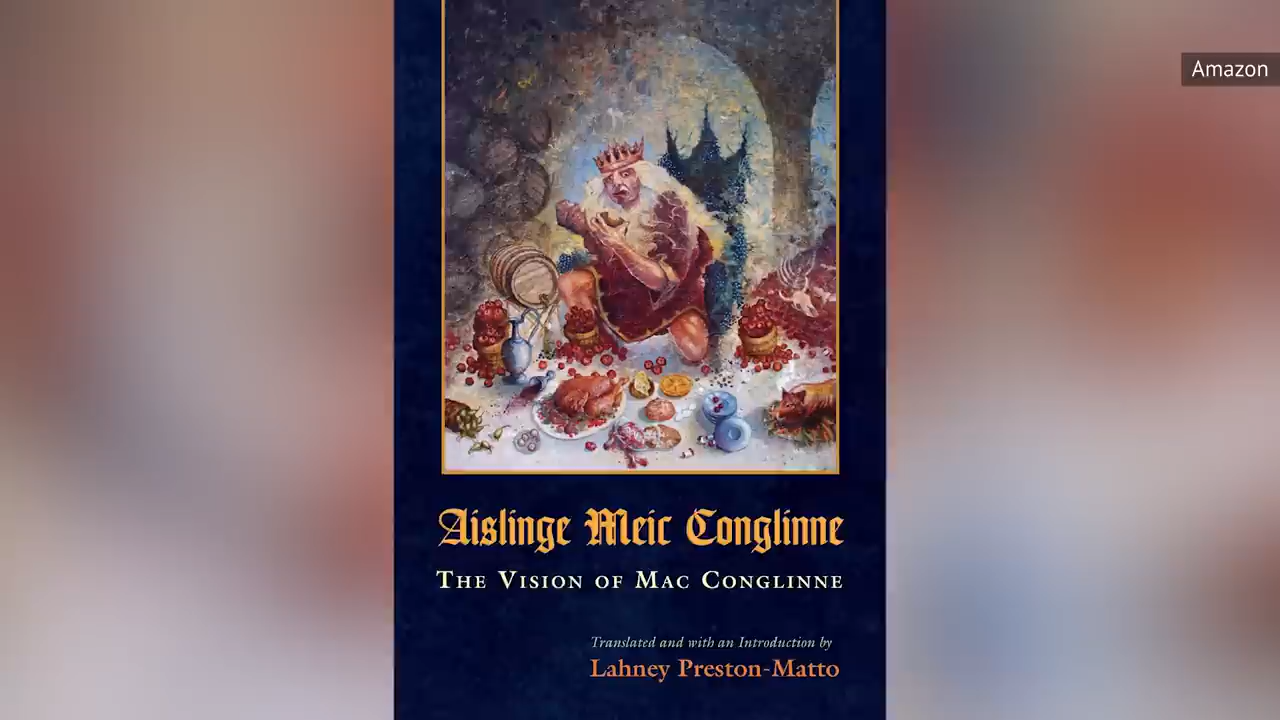 Amazon
Aislinge Meic Conglinne
The Vision of Mac Conglinne
Translated and with an Introduction by
Lahney Preston-Matto